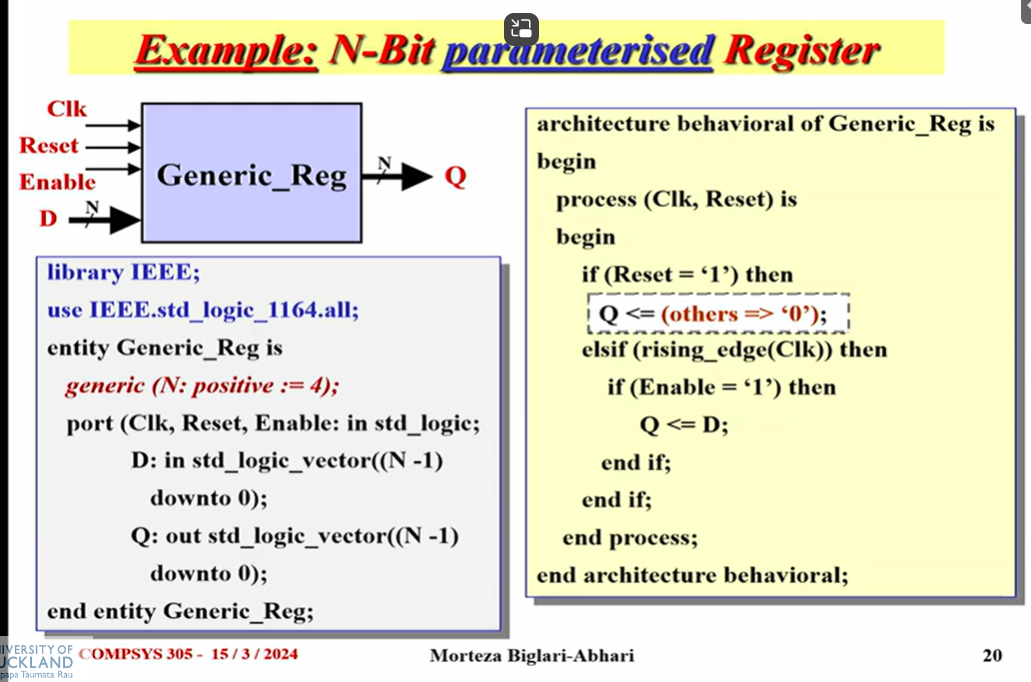 Example: N-Bit parameterised Register
Clk
Reset
Enable
D
N
Generic_Reg
N
Q
library IEEE;
use IEEE.std_logic_1164.all;
entity Generic_Reg is
generic (N: positive := 4);
port (Clk, Reset, Enable: in std_logic;
D: in std_logic_vector((N -1)
downto 0);
Q: out std_logic_vector((N -1)
downto 0);
end entity Generic_Reg;
architecture behavioral of Generic_Reg is
begin
process (Clk, Reset) is
begin
if (Reset = ‘1’) then
Q <= (others => ‘0’);
elsif (rising_edge(Clk)) then
if (Enable = ‘1’) then
Q <= D;
end if;
end if;
end process;
end architecture behavioral;
IVERSITY OF
UCKLAND
papa Taumata Rau
COMPSYS 305 - 15 / 3 / 2024
Morteza Biglari-Abhari
20